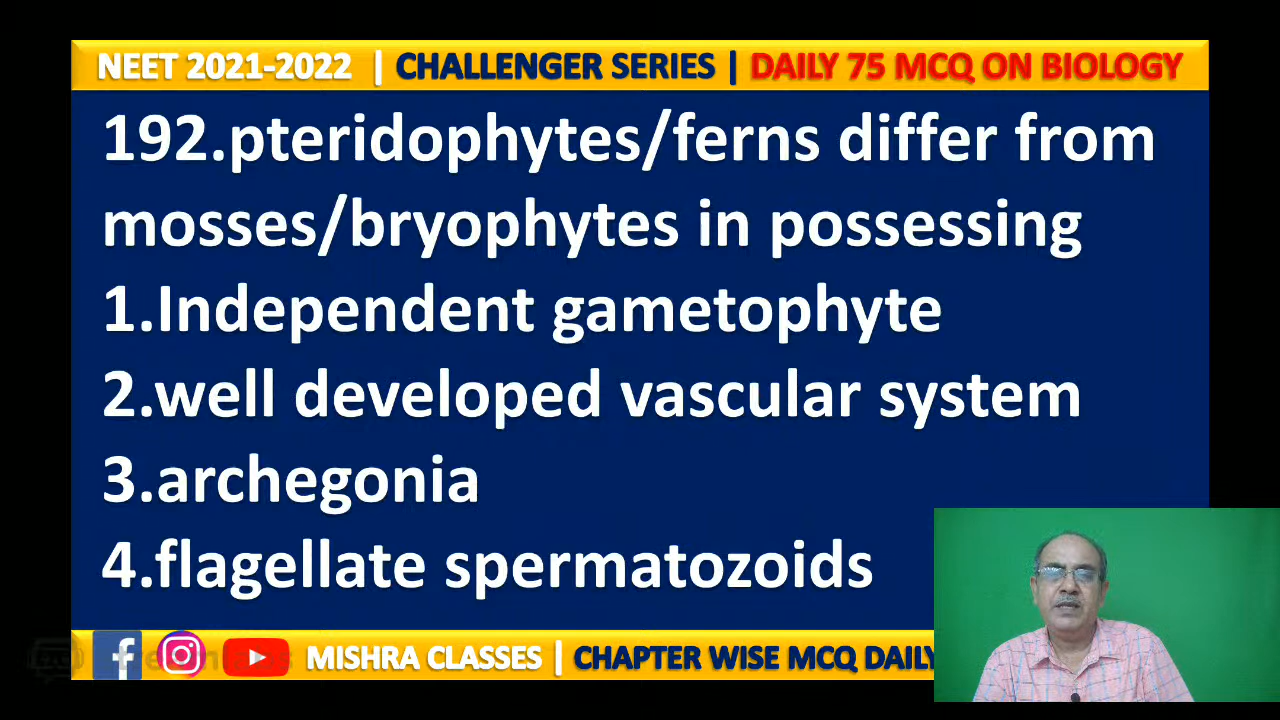 NEET 2021-2022 | CHALLENGER SERIES | DAILY 75 MCQ ON BIOLOGY
192.pteridophytes/ferns differ from
mosses/bryophytes in possessing
1.Independent gametophyte
2.well developed vascular system
3.archegonia
4.flagellate spermatozoids
MISHRA CLASSES | CHAPTER WISE MCQ DAILY